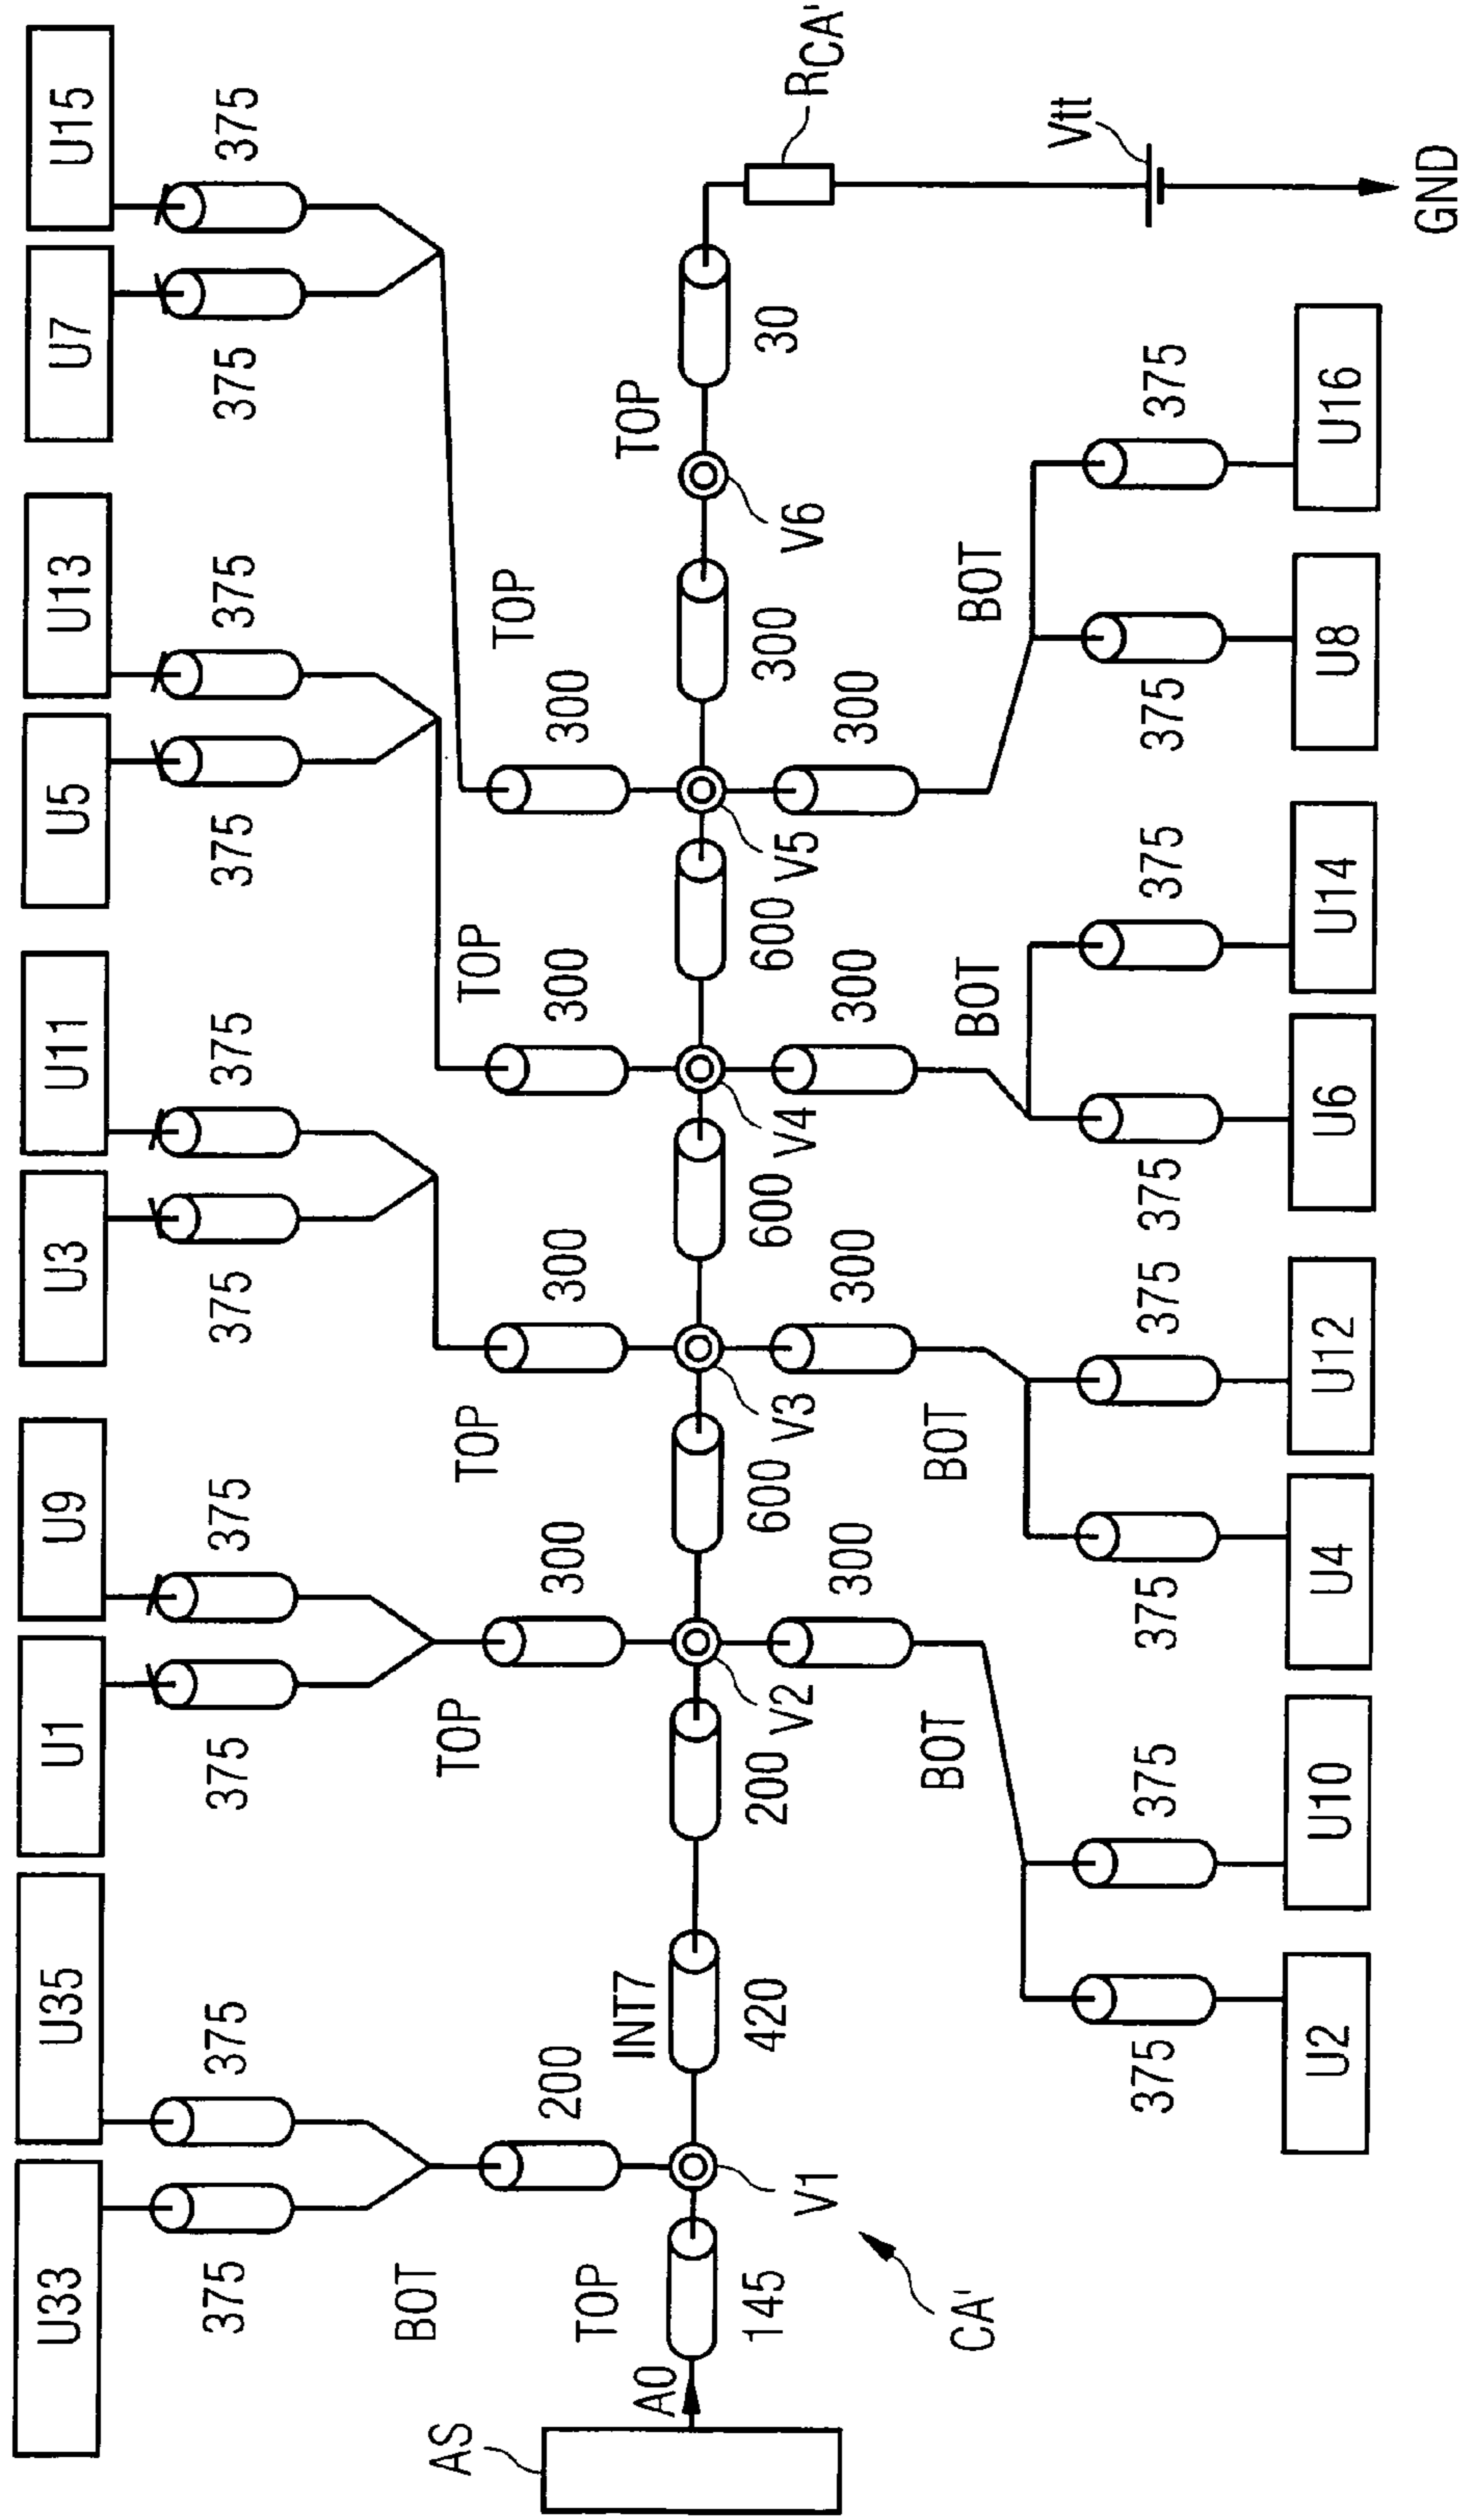 U33
U35
U1
U9
U3
U11
U5
U13
U7
U15
375
375
375
375
375
375
375
375
375
375
BOT
TOP
TOP
TOP
TOP
200
300
300
300
300
AS
A0
TOP
INT7
TOP
RCA'
145
420
200
600
600
600
300
30
V1
V2
V3
V4
V5
V6
300
300
300
300
CA'
BOT
BOT
BOT
BOT
Vtt
375
375
375
375
375
375
375
375
U2
U10
U4
U12
U6
U14
U8
U16
GND